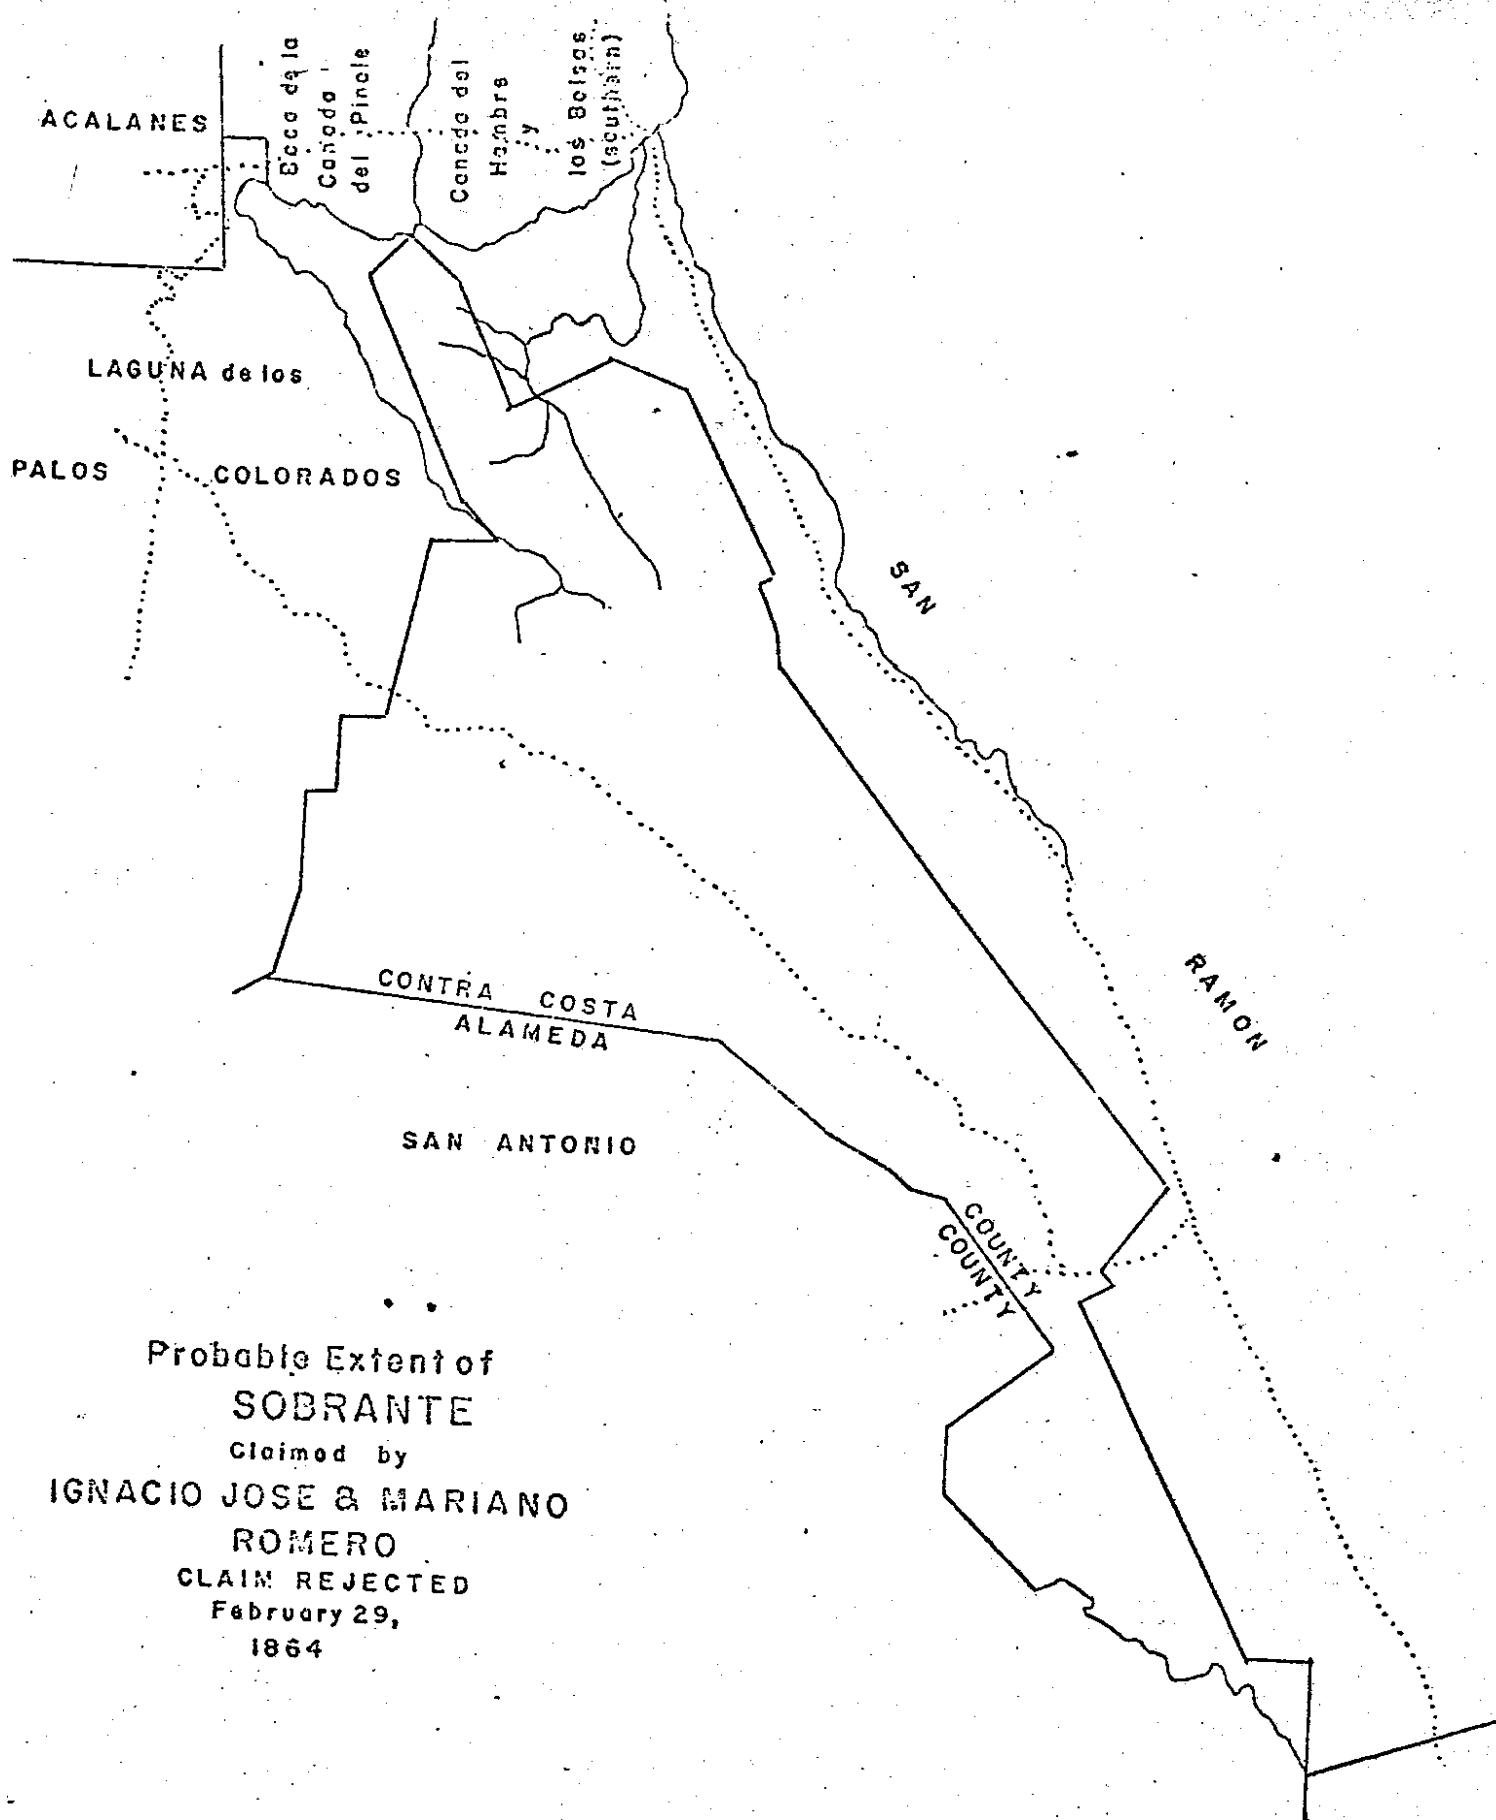 ACALANES
Boca de la
Canada
del Pinole
Canada del
Hambre
y
las Bolsas
(southern)
LAGUNA de los
PALOS COLORADOS
SAN
RAMON
CONTRA COSTA
ALAMEDA
SAN ANTONIO
COUNTY
COUNTY
Probable Extent of
SOBRANTE
Claimed by
IGNACIO JOSE & MARIANO
ROMERO
CLAIM REJECTED
February 29,
1864